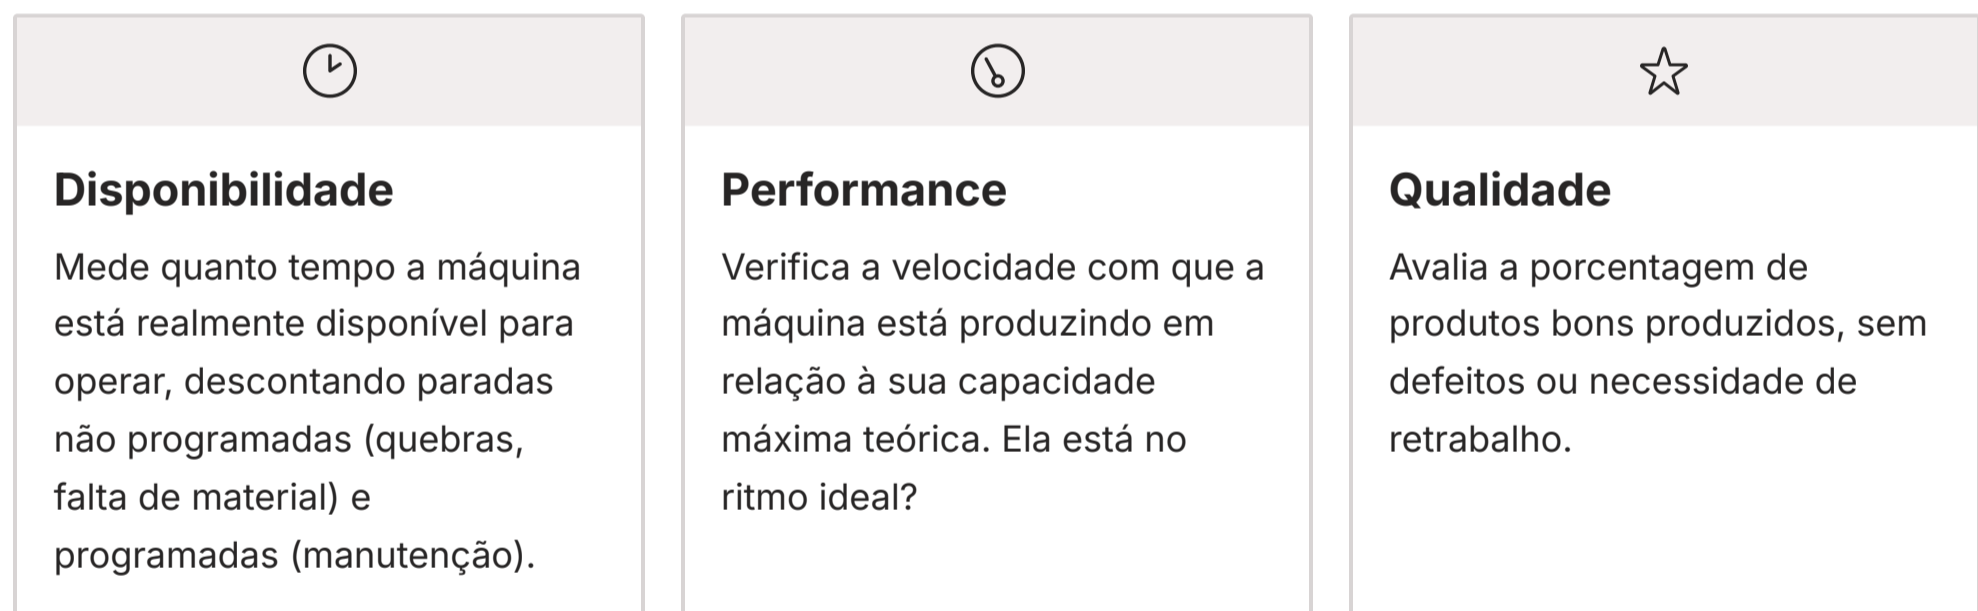 Disponibilidade
Mede quanto tempo a máquina
está realmente disponível para
operar, descontando paradas
não programadas (quebras,
falta de material) e
programadas (manutenção).
Performance
Verifica a velocidade com que a
máquina está produzindo em
relação à sua capacidade
máxima teórica. Ela está no
ritmo ideal?
Qualidade
Avalia a porcentagem de
produtos bons produzidos, sem
defeitos ou necessidade de
retrabalho.